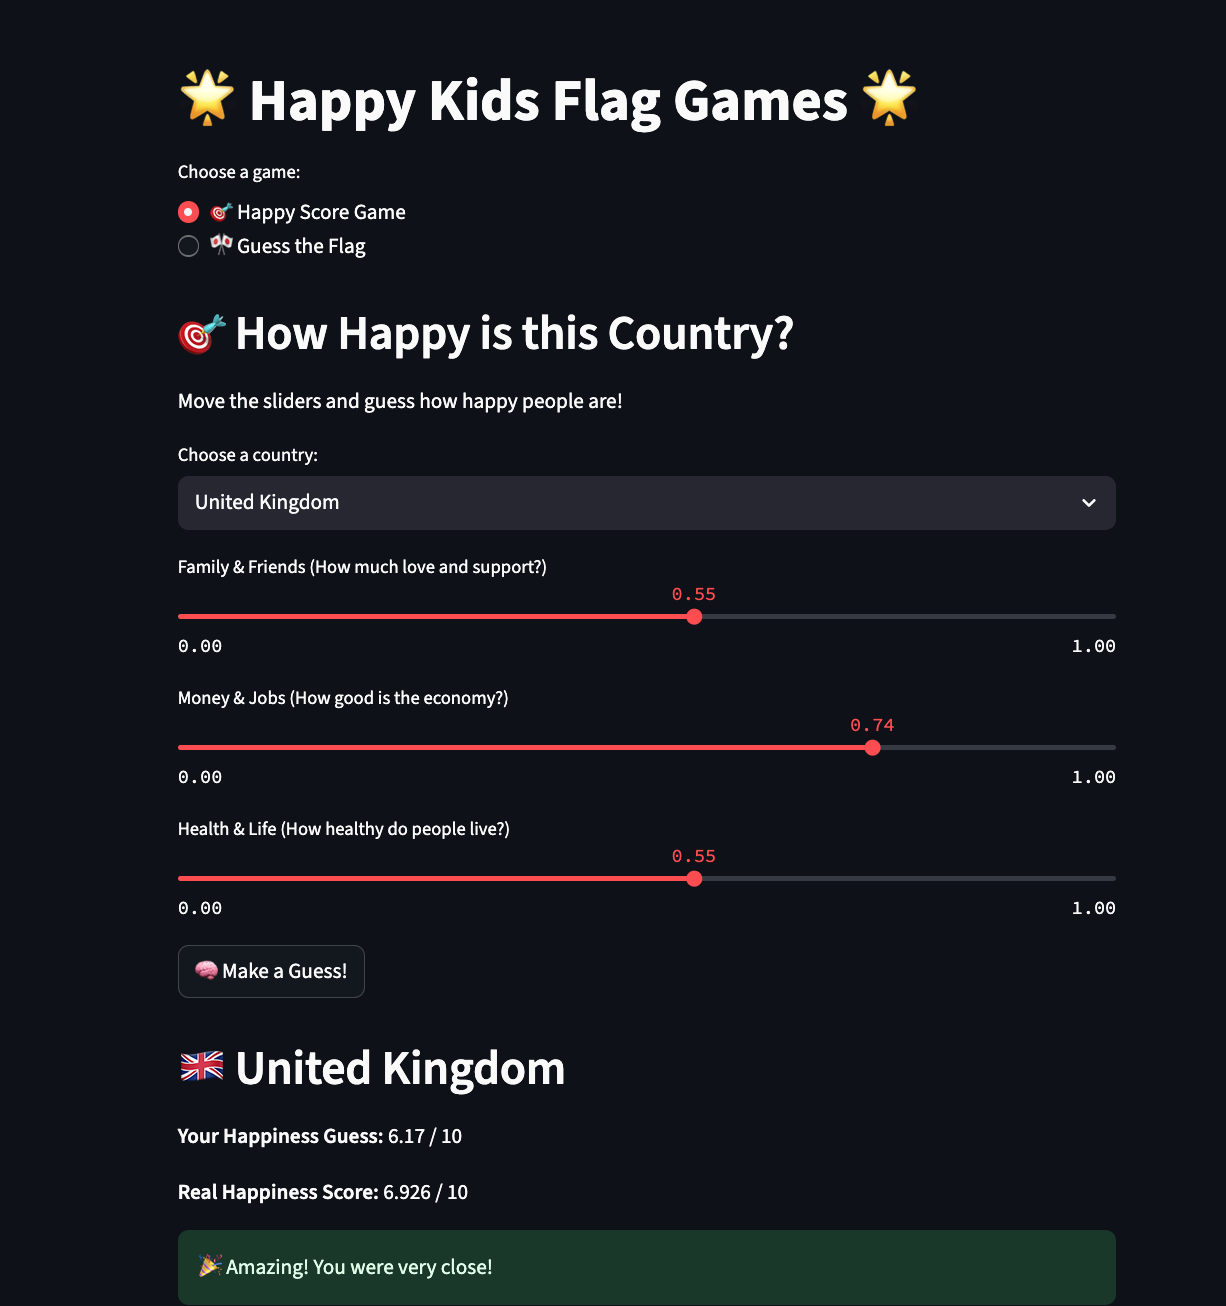 🌟 Happy Kids Flag Games 🌟
Choose a game:
🎯 Happy Score Game
🎌 Guess the Flag
🎯 How Happy is this Country?
Move the sliders and guess how happy people are!
Choose a country:
United Kingdom
Family & Friends (How much love and support?)
0.55
0.00 1.00
Money & Jobs (How good is the economy?)
0.74
0.00 1.00
Health & Life (How healthy do people live?)
0.55
0.00 1.00
🧠 Make a Guess!
🇬🇧 United Kingdom
Your Happiness Guess: 6.17 / 10
Real Happiness Score: 6.926 / 10
🎉 Amazing! You were very close!